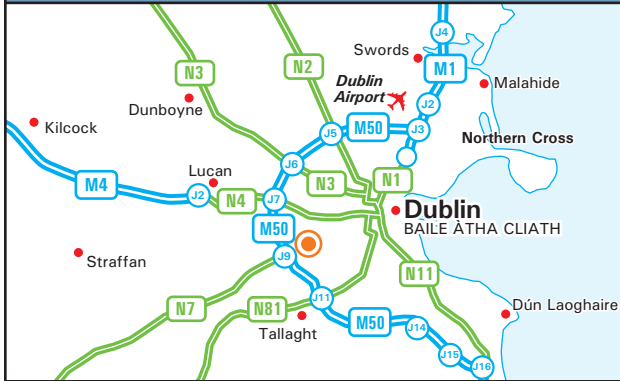 J4
Swords
M1
N3
N2
Dublin
Airport
Malahide
Dunboyne
J2
Kilcock
J5
M50
J3
Northern Cross
J6
Lucan
M4
N3
N1
J2
N4
J7
Dublin
BAILE ÀTHA CLIATH
M50
Straffan
J9
N11
J11
N7
N81
Dún Laoghaire
Tallaght
M50
J14
J15
J16